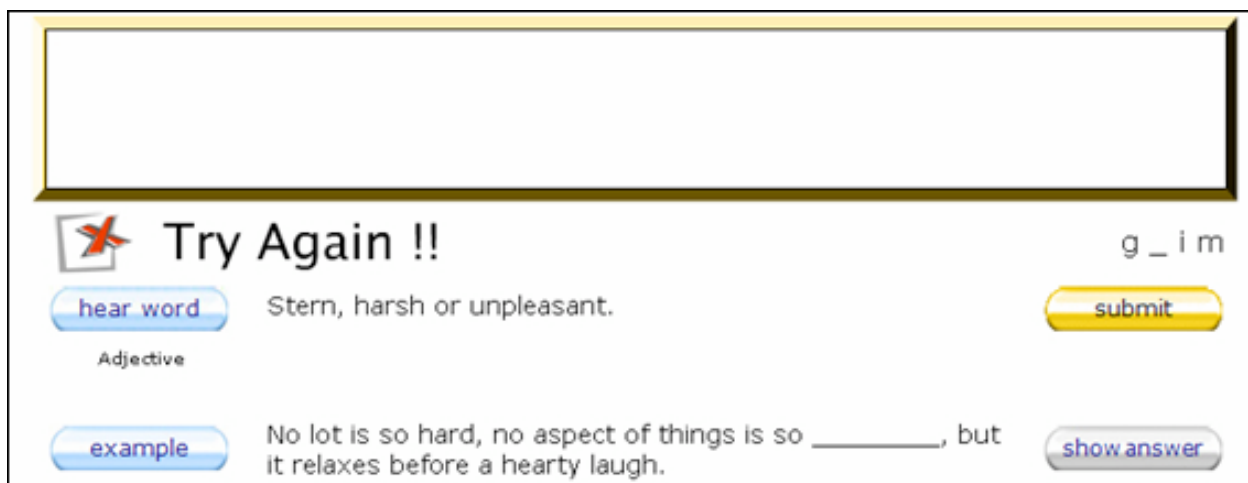 Try Again !!
g _ i m
hear word
Stern, harsh or unpleasant.
submit
Adjective
example
No lot is so hard, no aspect of things is so _________, but
it relaxes before a hearty laugh.
show answer